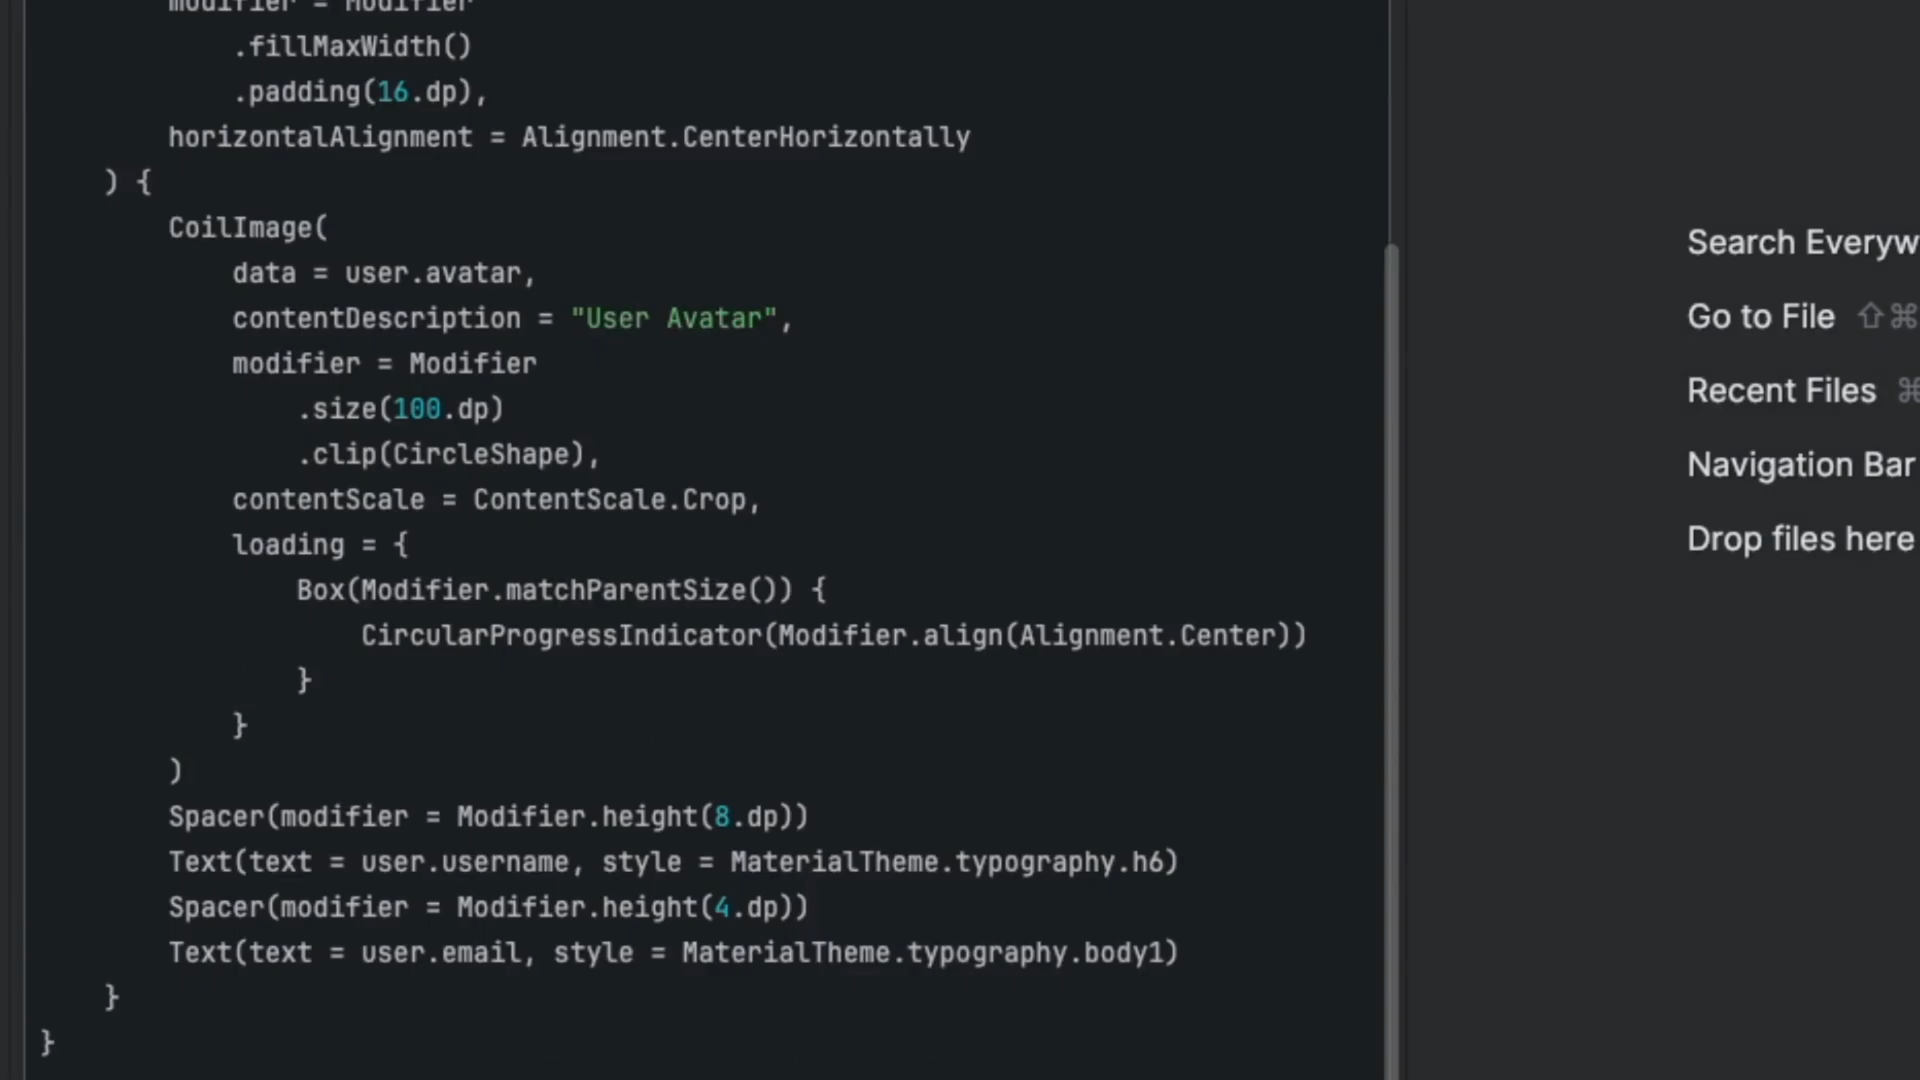 modifier = Modifier
.fillMaxWidth()
.padding(16.dp),
horizontalAlignment = Alignment.CenterHorizontally
) {
CoilImage(
data = user.avatar,
contentDescription = "User Avatar",
modifier = Modifier
.size(100.dp)
.clip(CircleShape),
contentScale = ContentScale.Crop,
loading = {
Box(Modifier.matchParentSize()) {
CircularProgressIndicator(Modifier.align(Alignment.Center))
}
}
)
Spacer(modifier = Modifier.height(8.dp))
Text(text = user.username, style = MaterialTheme.typography.h6)
Spacer(modifier = Modifier.height(4.dp))
Text(text = user.email, style = MaterialTheme.typography.body1)
}
}
Search Everyw
Go to File ⇧⌘
Recent Files ⌘
Navigation Bar
Drop files here